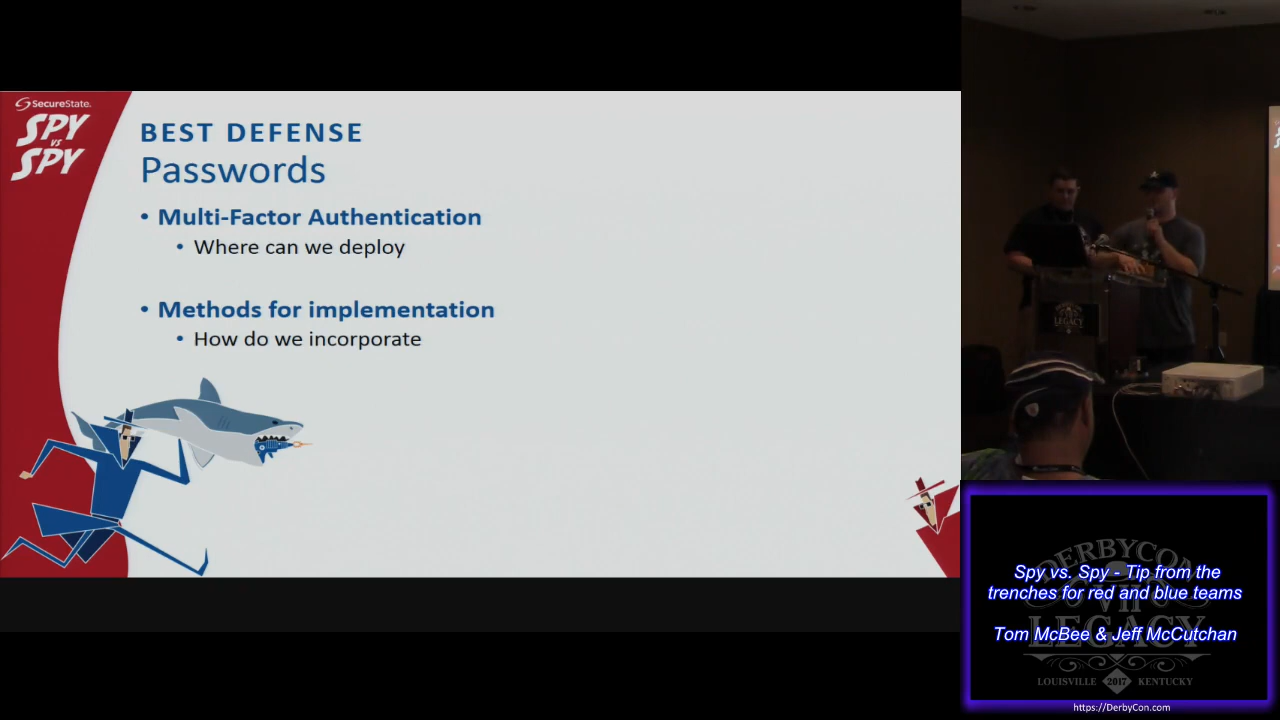 SecureState.
SPY
VS
SPY
BEST DEFENSE
Passwords
• Multi-Factor Authentication
• Where can we deploy
• Methods for implementation
• How do we incorporate
LEGACY
DERBYCON
VII
LEGACY
Spy vs. Spy - Tip from the
trenches for red and blue teams
Tom McBee & Jeff McCutchan
LOUISVILLE 2017 KENTUCKY
https://DerbyCon.com